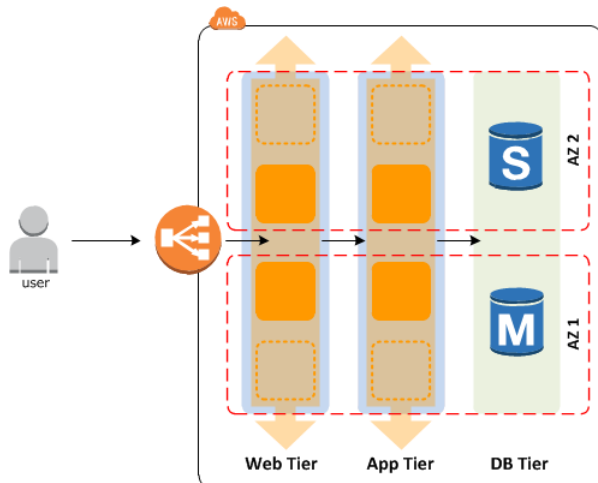 AWS
S
AZ 2
user
M
AZ 1
Web Tier
App Tier
DB Tier